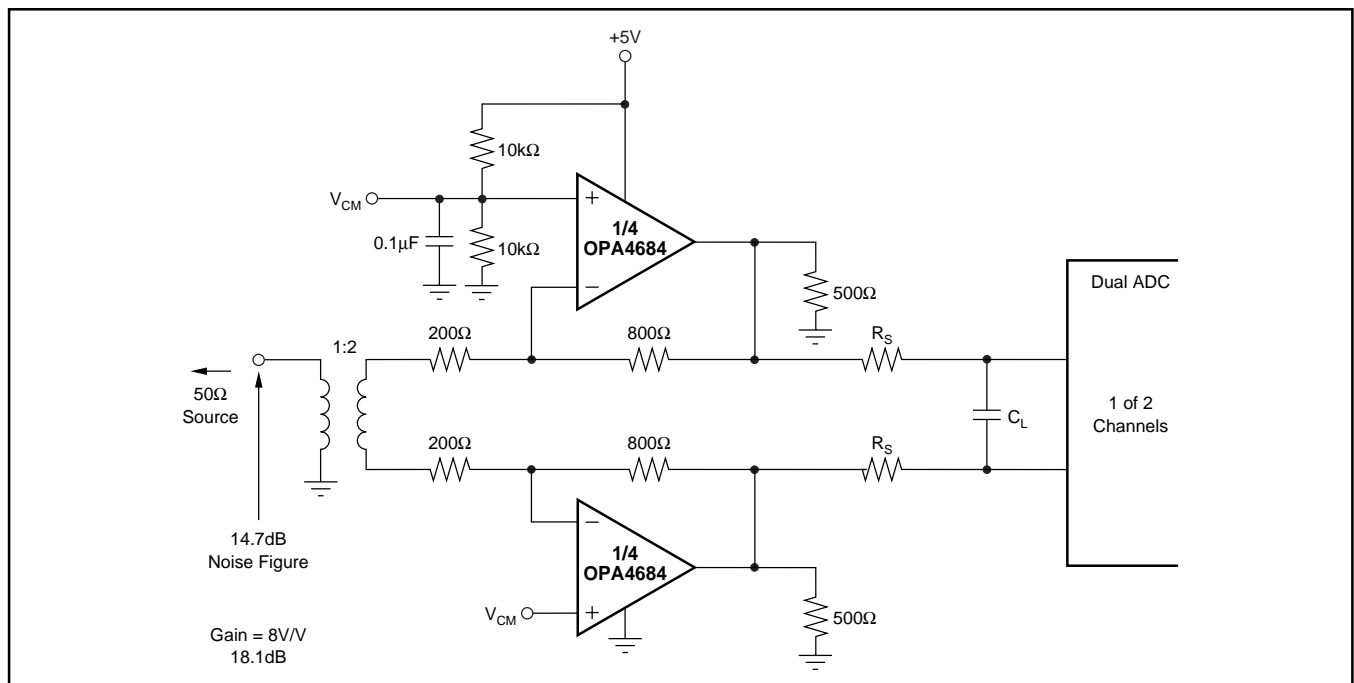 +5V
10kΩ
V_CM
+
1/4
OPA4684
0.1µF
10kΩ
−
500Ω
Dual ADC
200Ω
800Ω
R_S
1:2
50Ω
Source
C_L
1 of 2
Channels
200Ω
800Ω
R_S
−
14.7dB
Noise Figure
1/4
OPA4684
V_CM
+
500Ω
Gain = 8V/V
18.1dB